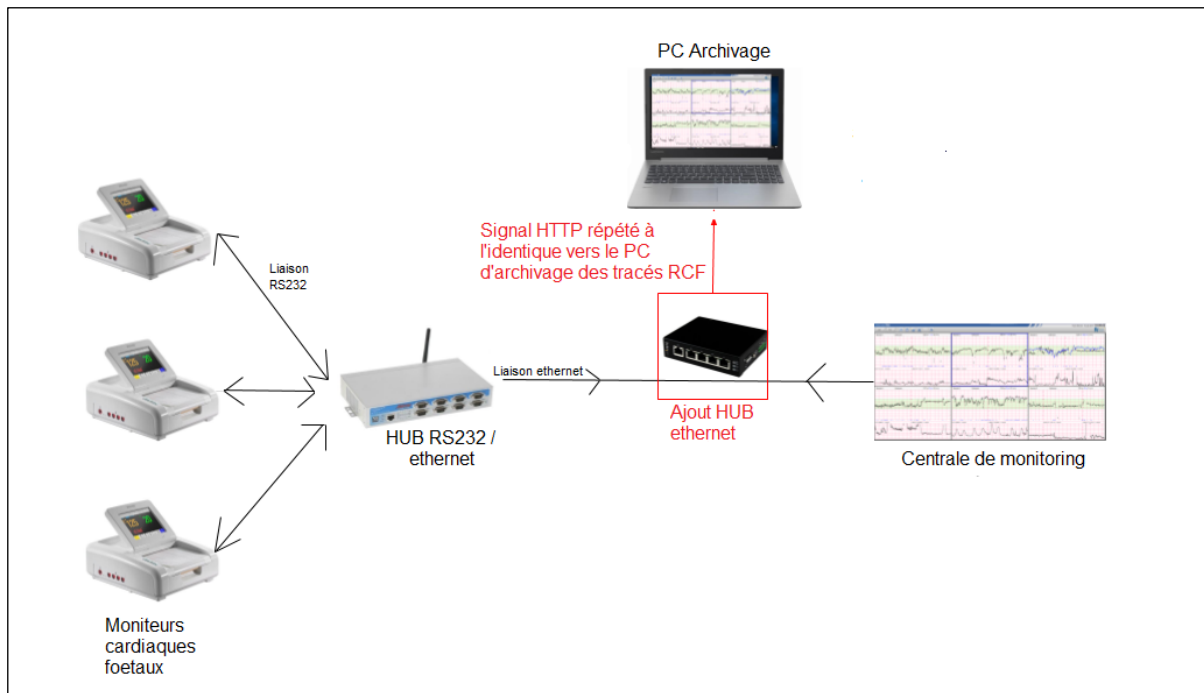 PC Archivage
Signal HTTP répété à
l'identique vers le PC
d'archivage des tracés RCF
Liaison
RS232
Liaison ethernet
HUB RS232 /
ethernet
Ajout HUB
ethernet
Centrale de monitoring
Moniteurs
cardiaques
foetaux